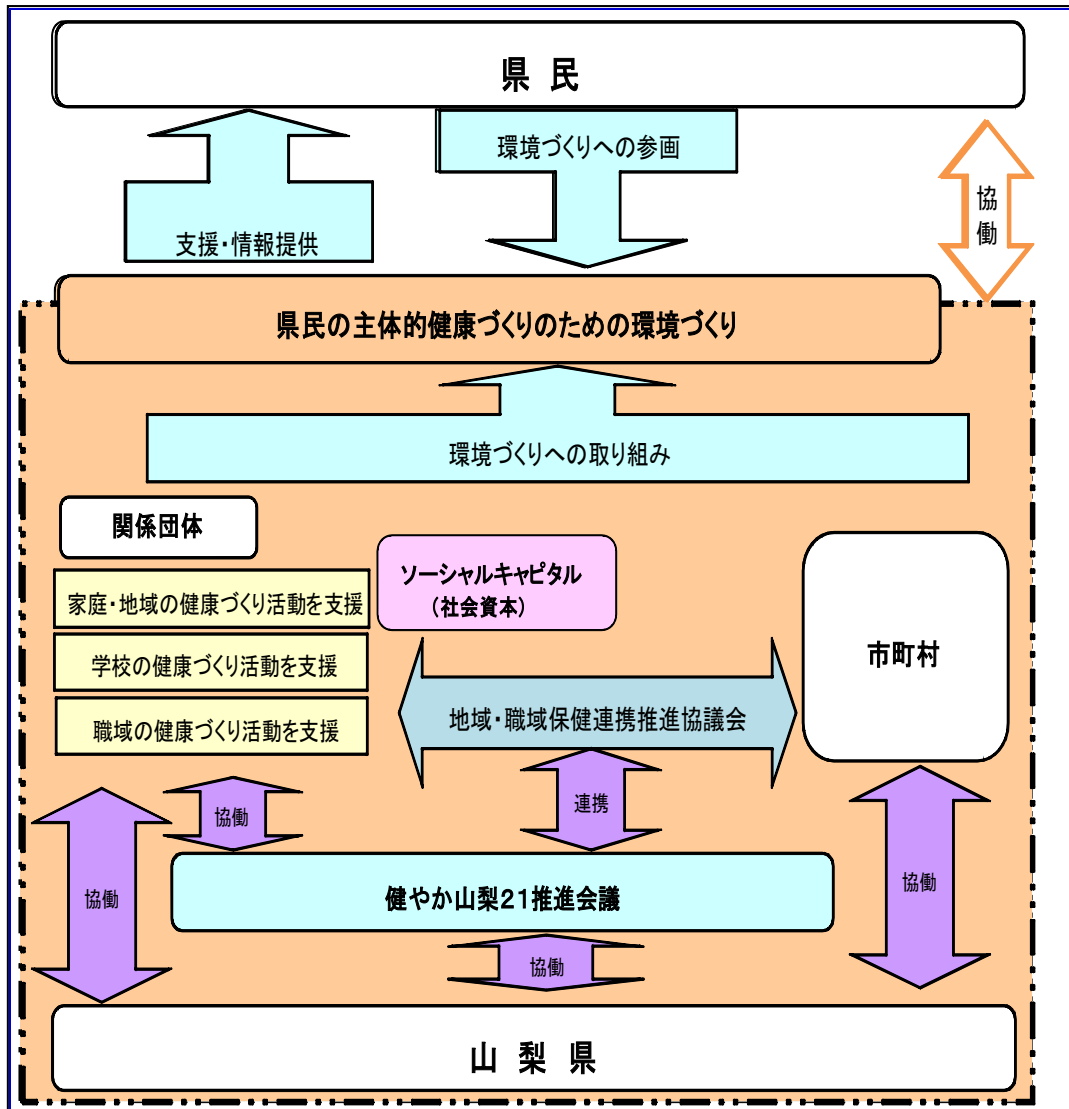 県 民
環境づくりへの参画
支援・情報提供
協
働
県民の主体的健康づくりのための環境づくり
環境づくりへの取り組み
関係団体
ソーシャルキャピタル
(社会資本)
家庭・地域の健康づくり活動を支援
学校の健康づくり活動を支援
職域の健康づくり活動を支援
市町村
地域・職域保健連携推進協議会
協働
連携
協働
協働
健やか山梨21推進会議
協働
山 梨 県